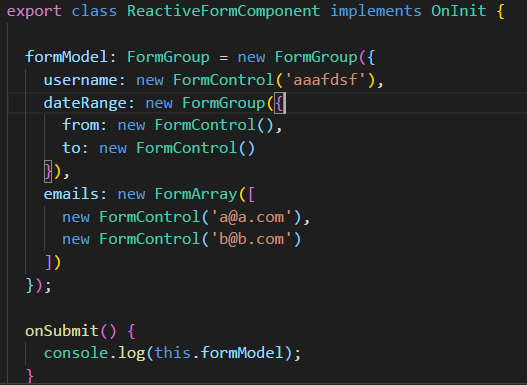 export class ReactiveFormComponent implements OnInit {
formModel: FormGroup = new FormGroup({
username: new FormControl('aaafdsf'),
dateRange: new FormGroup({
from: new FormControl(),
to: new FormControl()
}),
emails: new FormArray([
new FormControl('a@a.com'),
new FormControl('b@b.com')
])
});
onSubmit() {
console.log(this.formModel);
}